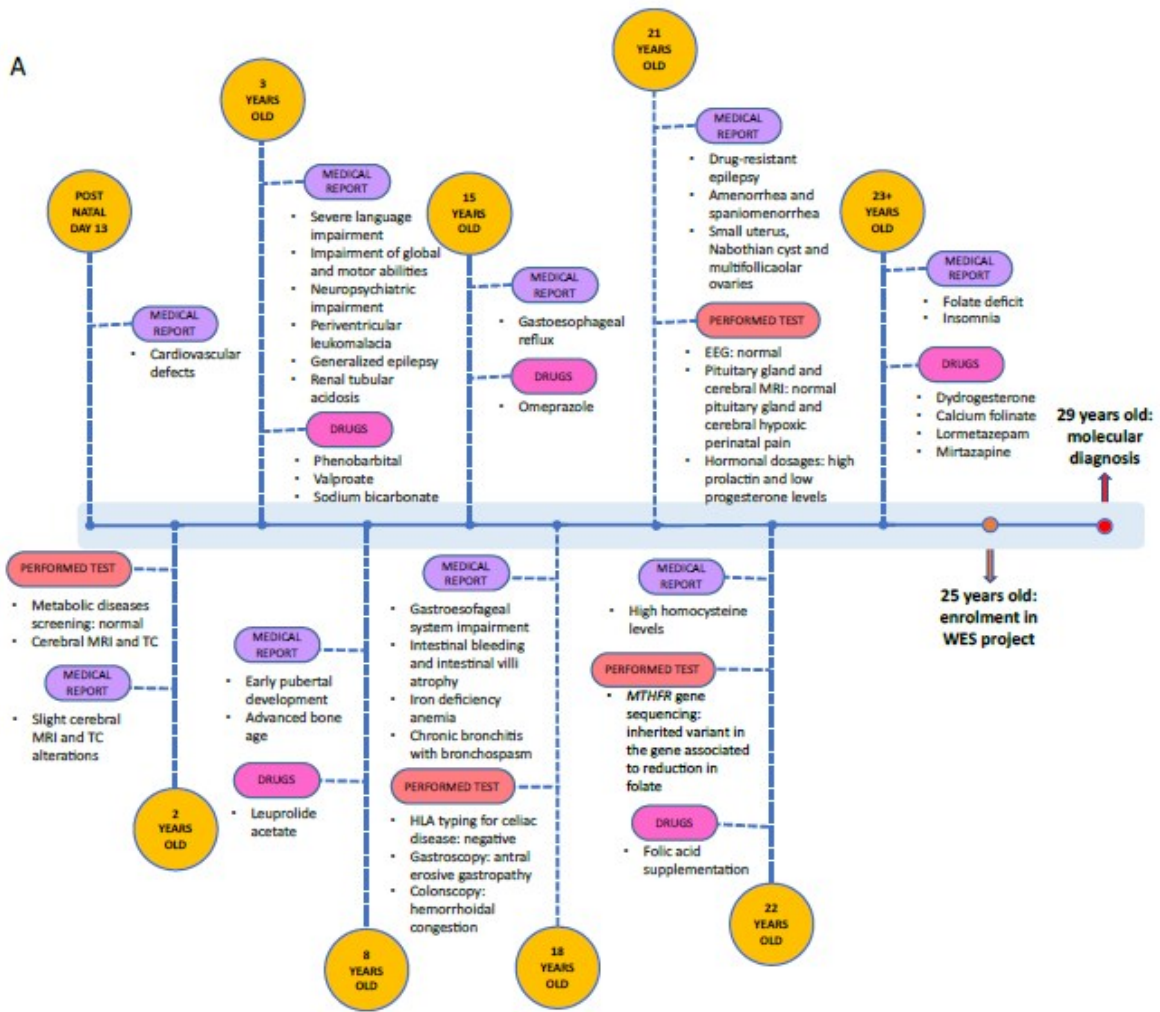 A
POST
NATAL
DAY 13
MEDICAL
REPORT
▪ Cardiovascular
defects
PERFORMED TEST
▪ Metabolic diseases
screening: normal
▪ Cerebral MRI and TC
MEDICAL
REPORT
▪ Slight cerebral
MRI and TC
alterations
2
YEARS
OLD
3
YEARS
OLD
MEDICAL
REPORT
▪ Severe language
impairment
▪ Impairment of global
and motor abilities
▪ Neuropsychiatric
impairment
▪ Periventricular
leukomalacia
▪ Generalized epilepsy
▪ Renal tubular
acidosis
DRUGS
▪ Phenobarbital
▪ Valproate
▪ Sodium bicarbonate
MEDICAL
REPORT
▪ Early pubertal
development
▪ Advanced bone
age
DRUGS
▪ Leuprolide
acetate
8
YEARS
OLD
15
YEARS
OLD
MEDICAL
REPORT
▪ Gastoesophageal
reflux
DRUGS
▪ Omeprazole
MEDICAL
REPORT
▪ Gastroesofageal
system impairment
▪ Intestinal bleeding
and intestinal villi
atrophy
▪ Iron deficiency
anemia
▪ Chronic bronchitis
with bronchospasm
PERFORMED TEST
▪ HLA typing for celiac
disease: negative
▪ Gastroscopy: antral
erosive gastropathy
▪ Colonscopy:
hemorrhoidal
congestion
18
YEARS
OLD
21
YEARS
OLD
MEDICAL
REPORT
▪ Drug-resistant
epilepsy
▪ Amenorrhea and
spaniomenorrhea
▪ Small uterus,
Nabothian cyst and
multifollicaolar
ovaries
PERFORMED TEST
▪ EEG: normal
▪ Pituitary gland and
cerebral MRI: normal
pituitary gland and
cerebral hypoxic
perinatal pain
▪ Hormonal dosages: high
prolactin and low
progesterone levels
MEDICAL
REPORT
▪ High homocysteine
levels
PERFORMED TEST
▪ MTHFR gene
sequencing:
inherited variant in
the gene associated
to reduction in
folate
DRUGS
▪ Folic acid
supplementation
22
YEARS
OLD
23+
YEARS
OLD
MEDICAL
REPORT
▪ Folate deficit
▪ Insomnia
DRUGS
▪ Dydrogesterone
▪ Calcium folinate
▪ Lormetazepam
▪ Mirtazapine
25 years old:
enrolment in
WES project
29 years old:
molecular
diagnosis